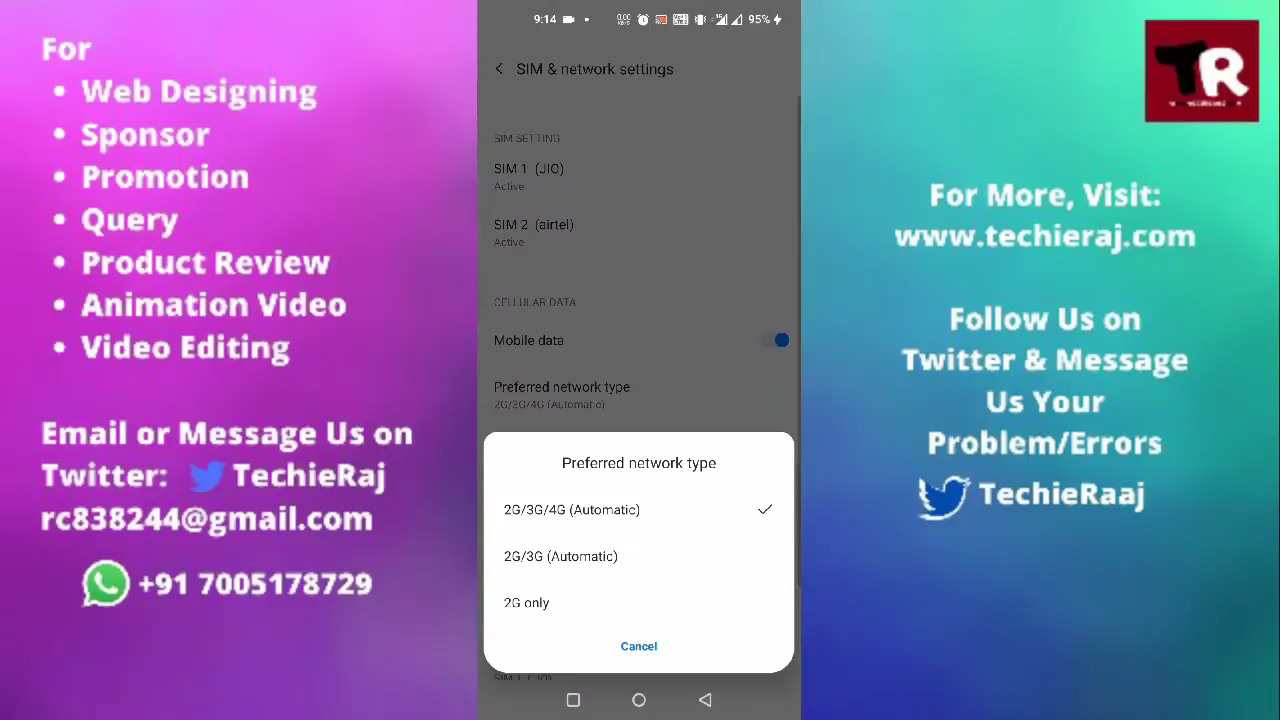 For
• Web Designing
• Sponsor
• Promotion
• Query
• Product Review
• Animation Video
• Video Editing
Email or Message Us on
Twitter: TechieRaj
rc838244@gmail.com
+91 7005178729
9:14
95%
SIM & network settings
SIM SETTING
SIM 1 (JIO)
Active
SIM 2 (airtel)
Active
CELLULAR DATA
Mobile data
Preferred network type
2G/3G/4G (Automatic)
Preferred network type
2G/3G/4G (Automatic)
2G/3G (Automatic)
2G only
Cancel
TR
For More, Visit:
www.techieraj.com
Follow Us on
Twitter & Message
Us Your
Problem/Errors
TechieRaaj